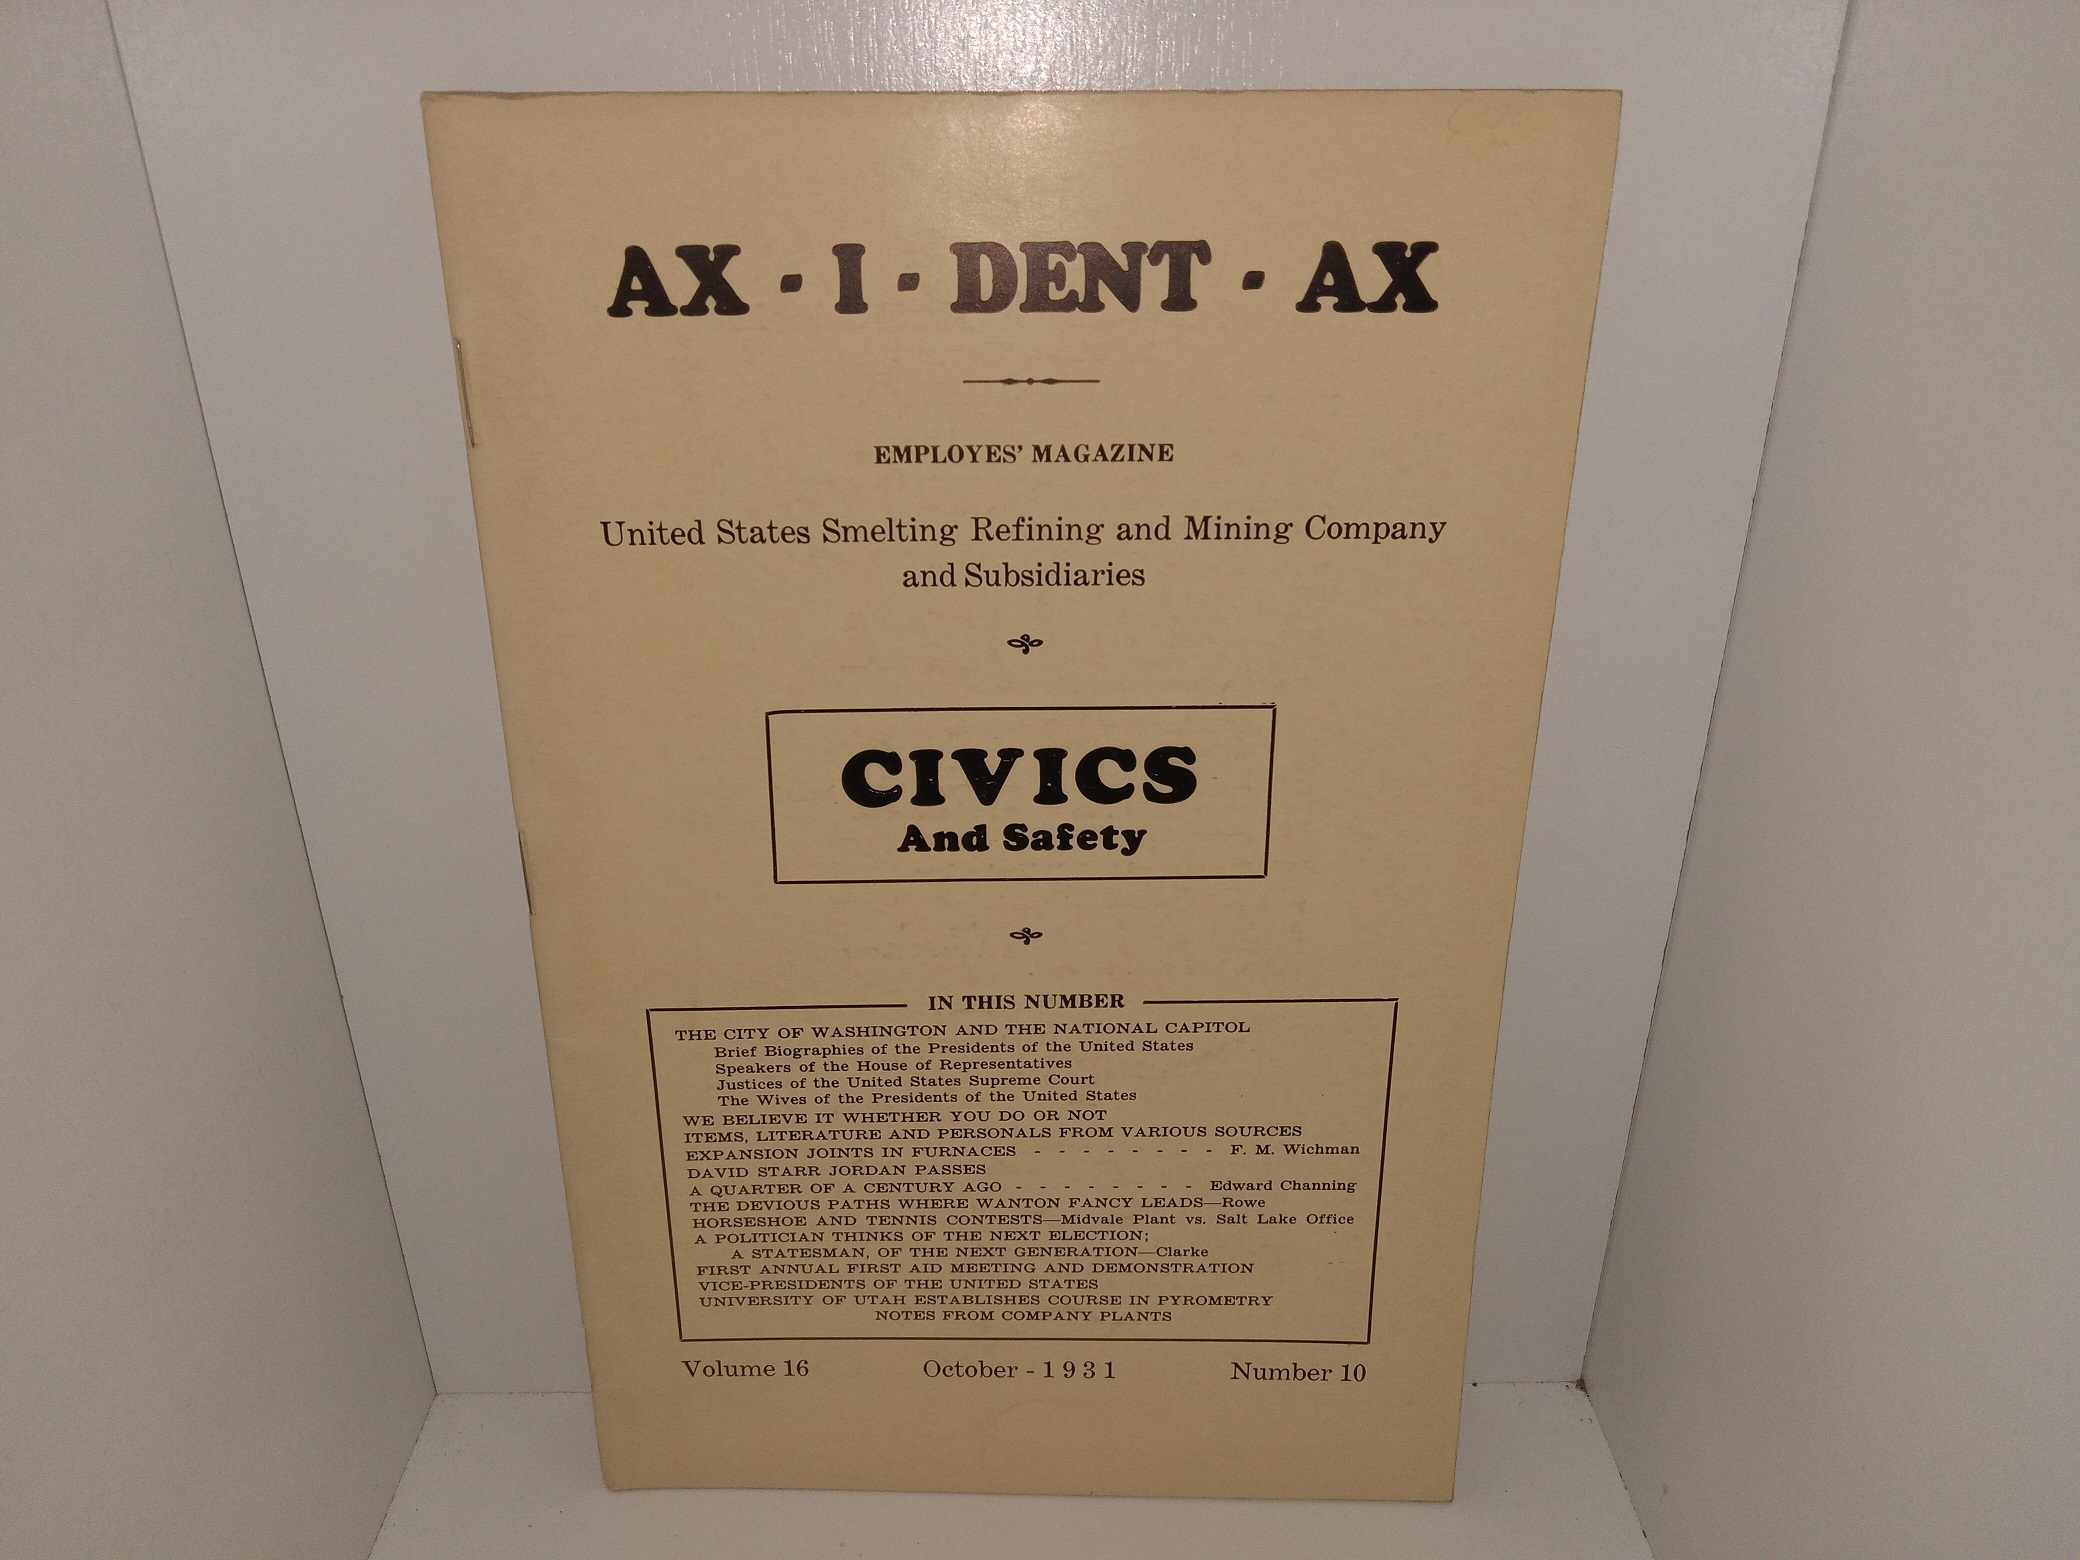 AX - I - DENT - AX
EMPLOYES' MAGAZINE
United States Smelting Refining and Mining Company
and Subsidiaries
CIVICS
And Safety
IN THIS NUMBER
THE CITY OF WASHINGTON AND THE NATIONAL CAPITOL
Brief Biographies of the Presidents of the United States
Speakers of the House of Representatives
Justices of the United States Supreme Court
The Wives of the Presidents of the United States
WE BELIEVE IT WHETHER YOU DO OR NOT
ITEMS, LITERATURE AND PERSONALS FROM VARIOUS SOURCES
EXPANSION JOINTS IN FURNACES - - - - - - - - F. M. Wichman
DAVID STARR JORDAN PASSES
A QUARTER OF A CENTURY AGO - - - - - - - - Edward Channing
THE DEVIOUS PATHS WHERE WANTON FANCY LEADS—Rowe
HORSESHOE AND TENNIS CONTESTS—Midvale Plant vs. Salt Lake Office
A POLITICIAN THINKS OF THE NEXT ELECTION;
A STATESMAN, OF THE NEXT GENERATION—Clarke
FIRST ANNUAL FIRST AID MEETING AND DEMONSTRATION
VICE-PRESIDENTS OF THE UNITED STATES
UNIVERSITY OF UTAH ESTABLISHES COURSE IN PYROMETRY
NOTES FROM COMPANY PLANTS
Volume 16 October - 1931 Number 10